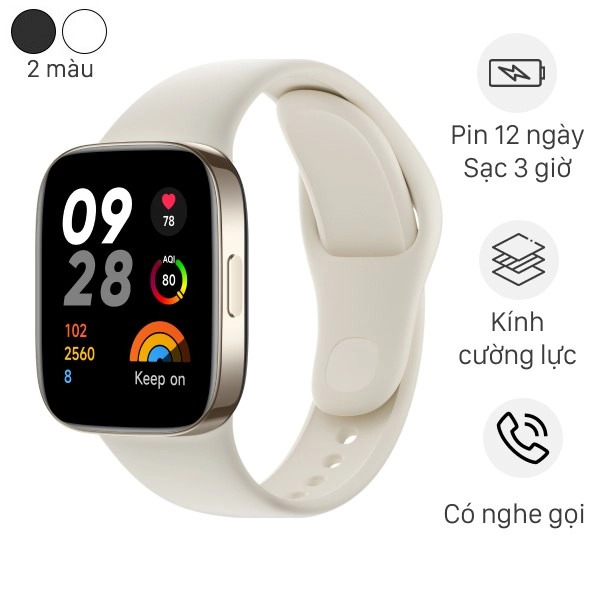 2 màu
09
78
28
AQI
80
102
2560
8
Keep on
Pin 12 ngày
Sạc 3 giờ
Kính
cường lực
Có nghe gọi